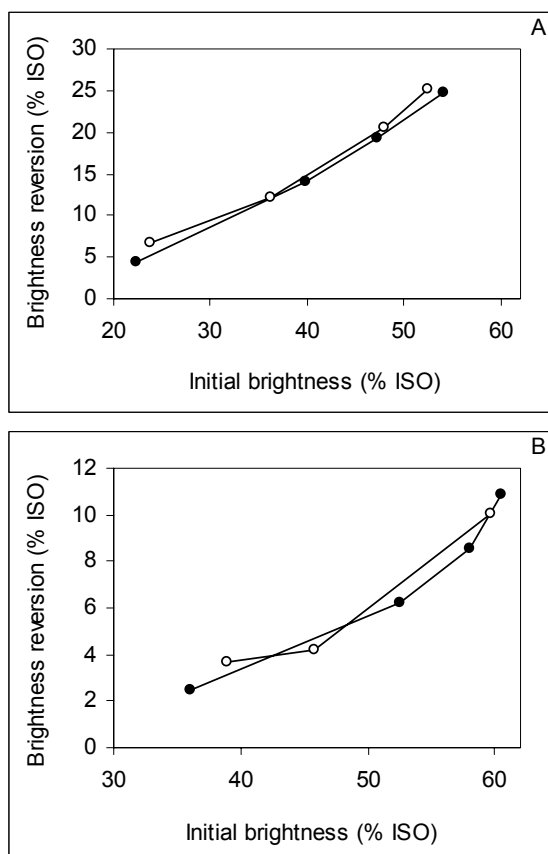 A
Brightness reversion (% ISO)
30
25
20
15
10
5
0
20 30 40 50 60
Initial brightness (% ISO)
B
Brightness reversion (% ISO)
12
10
8
6
4
2
0
30 40 50 60
Initial brightness (% ISO)